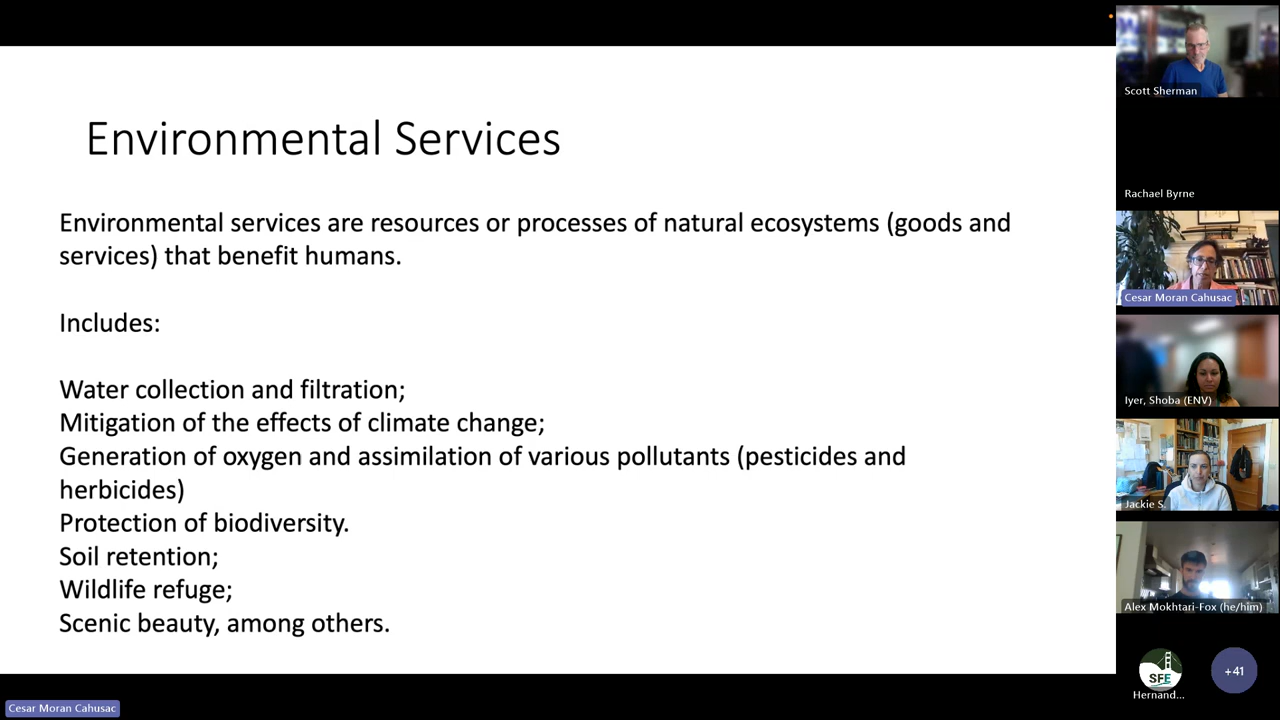 Environmental Services
Environmental services are resources or processes of natural ecosystems (goods and
services) that benefit humans.
Includes:
Water collection and filtration;
Mitigation of the effects of climate change;
Generation of oxygen and assimilation of various pollutants (pesticides and
herbicides)
Protection of biodiversity.
Soil retention;
Wildlife refuge;
Scenic beauty, among others.
Scott Sherman
Rachael Byrne
Cesar Moran Cahusac
Iyer, Shoba (ENV)
Jackie S.
Alex Mokhtari-Fox (he/him)
SFE
Hernand...
+41
Cesar Moran Cahusac